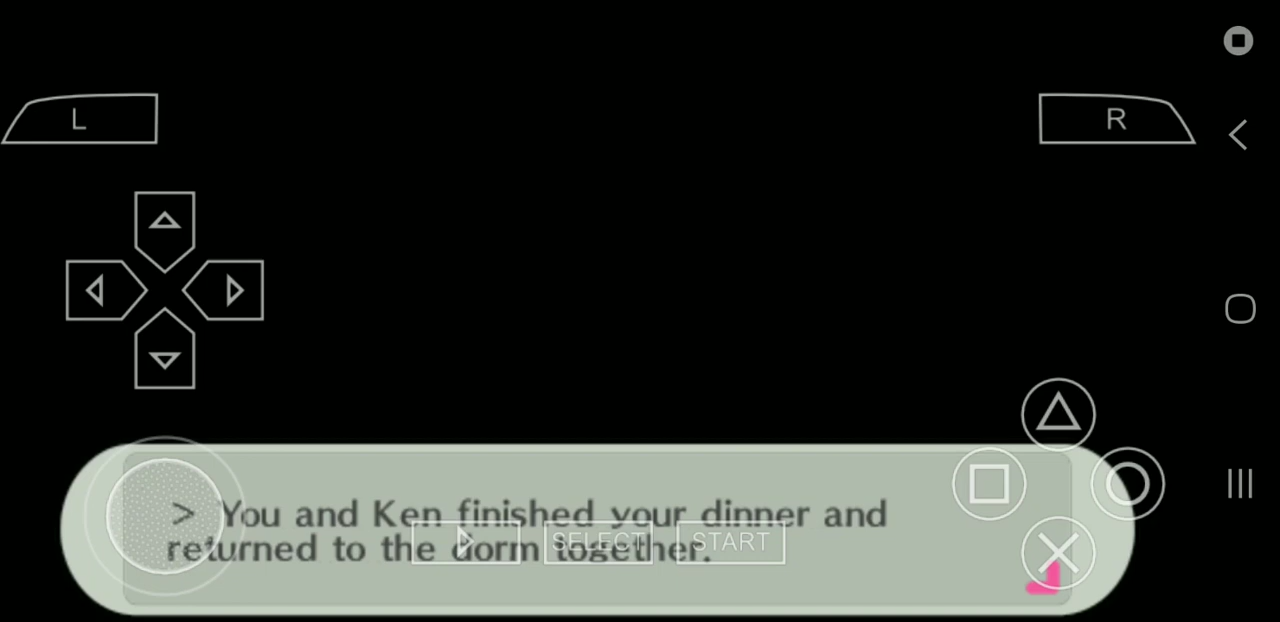 L
R
> You and Ken finished your dinner and
returned to the dorm together.
SELECT
START